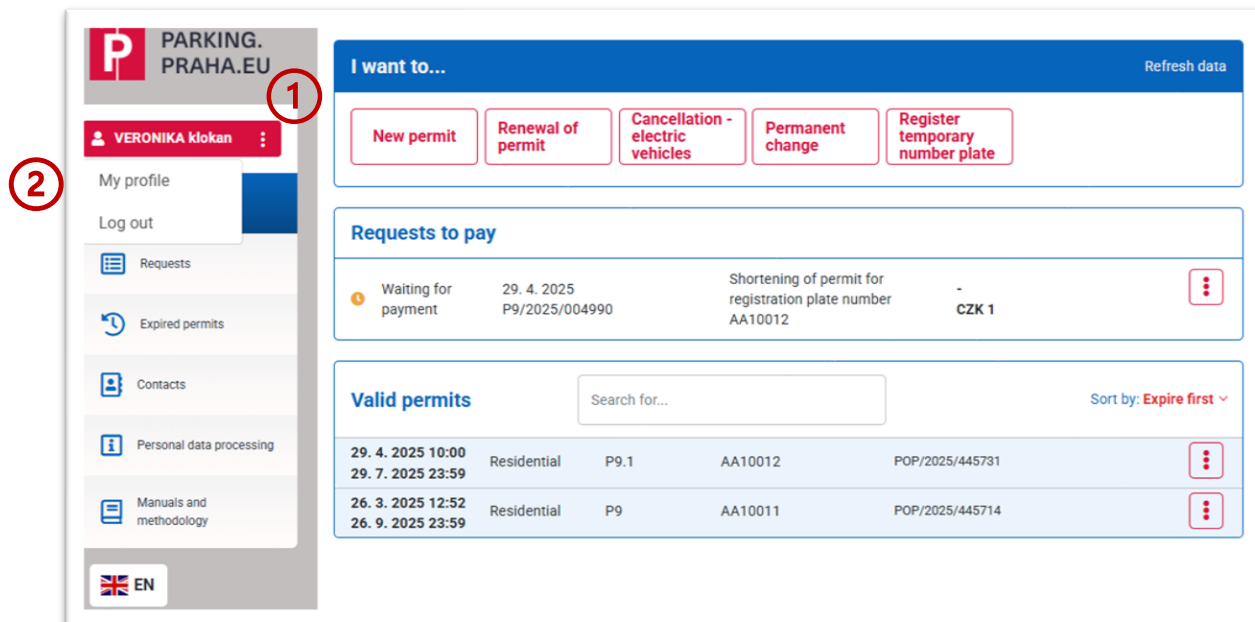 PARKING.
PRAHA.EU
1
VERONIKA klokan
2
My profile
Log out
Requests
Expired permits
Contacts
Personal data processing
Manuals and
methodology
EN
I want to...
Refresh data
New permit
Renewal of
permit
Cancellation -
electric
vehicles
Permanent
change
Register
temporary
number plate
Requests to pay
Waiting for
payment
29. 4. 2025
P9/2025/004990
Shortening of permit for
registration plate number
AA10012
-
CZK 1
Valid permits
Search for...
Sort by: Expire first
29. 4. 2025 10:00
29. 7. 2025 23:59
Residential
P9.1
AA10012
POP/2025/445731
26. 3. 2025 12:52
26. 9. 2025 23:59
Residential
P9
AA10011
POP/2025/445714